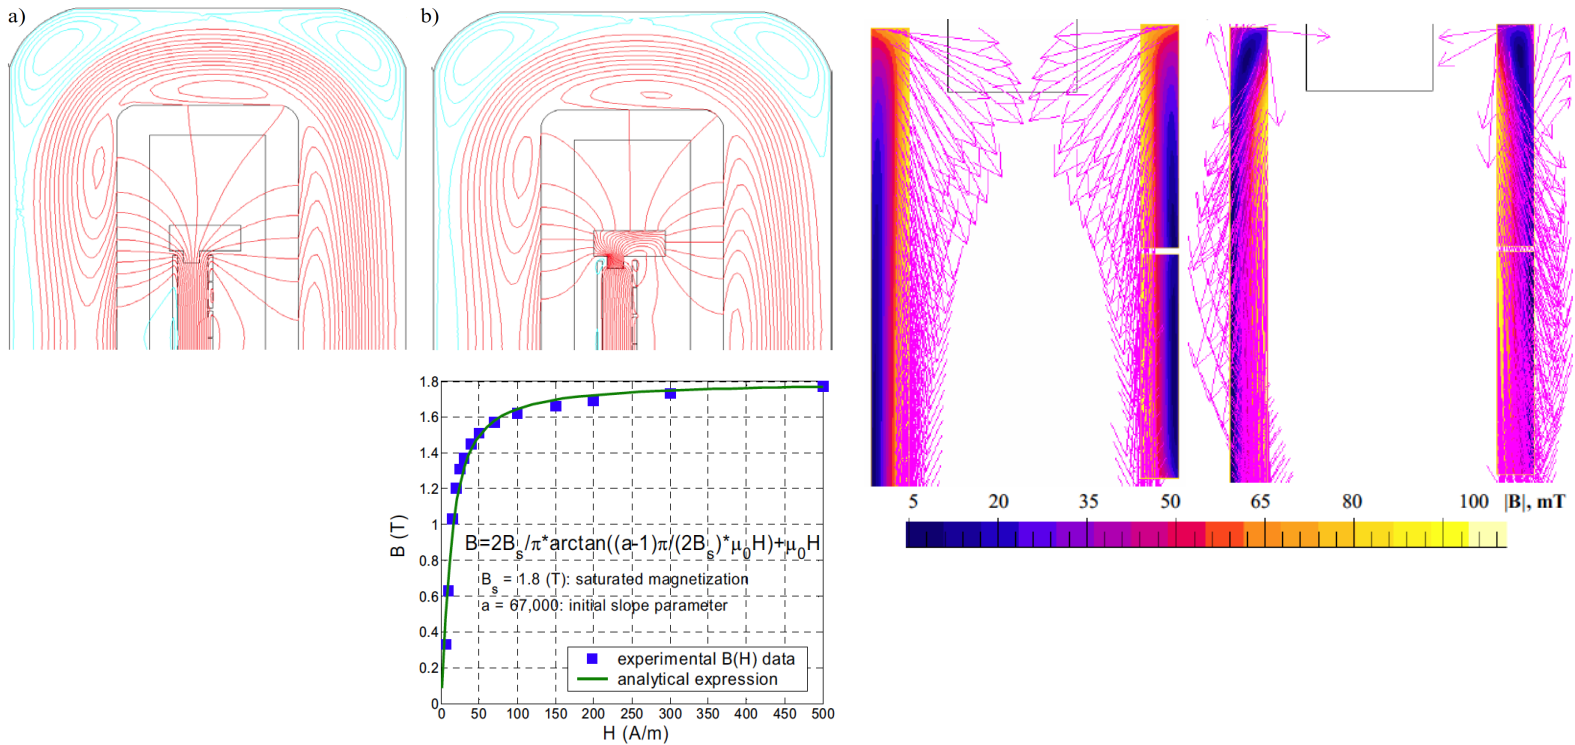 a)
b)
1.8
1.6
1.4
1.2
1
0.8
0.6
0.4
0.2
0
B (T)
B=2B_s/π*arctan((a-1)π/(2B_s)*μ_0H)+μ_0H
B_s = 1.8 (T): saturated magnetization
a = 67,000: initial slope parameter
experimental B(H) data
analytical expression
0 50 100 150 200 250 300 350 400 450 500
H (A/m)
5 20 35 50 65 80 100 |B|, mT